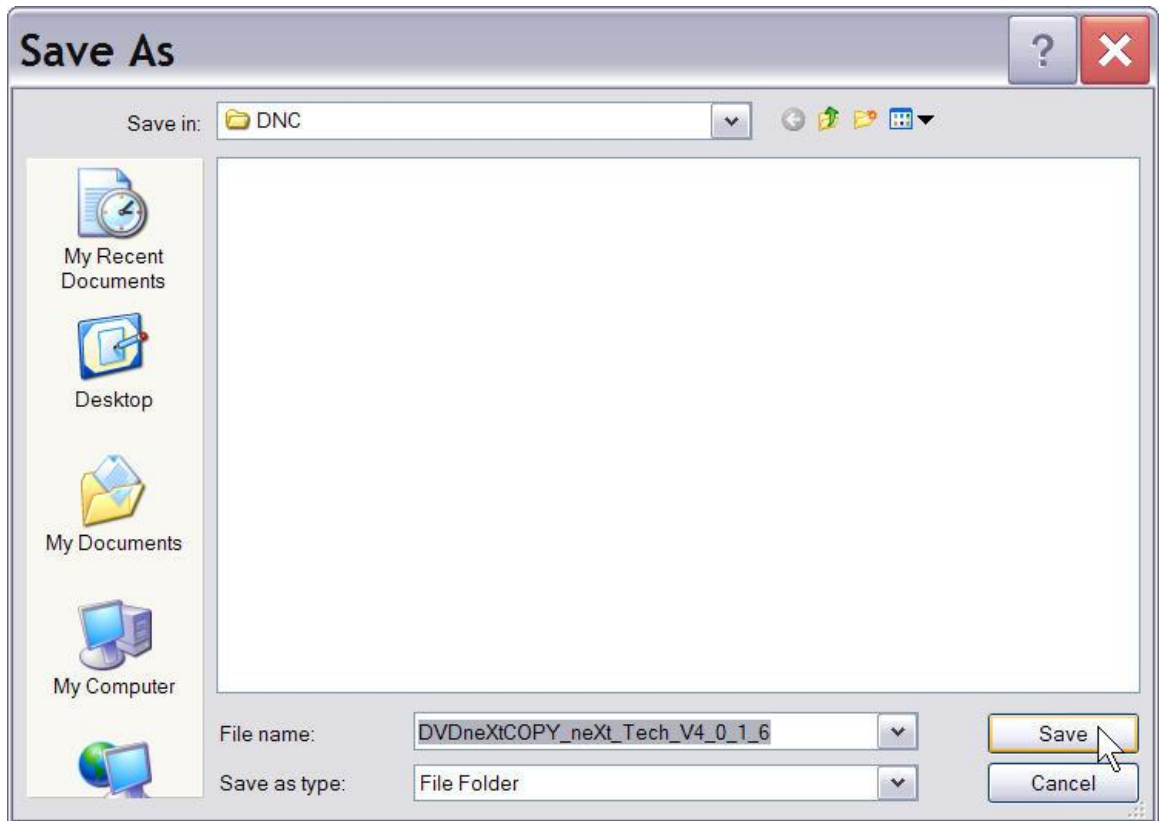 Save As
?
Save in:
DNC
My Recent
Documents
Desktop
My Documents
My Computer
File name:
DVDneXtCOPY_neXt_Tech_V4_0_1_6
Save
Save as type:
File Folder
Cancel